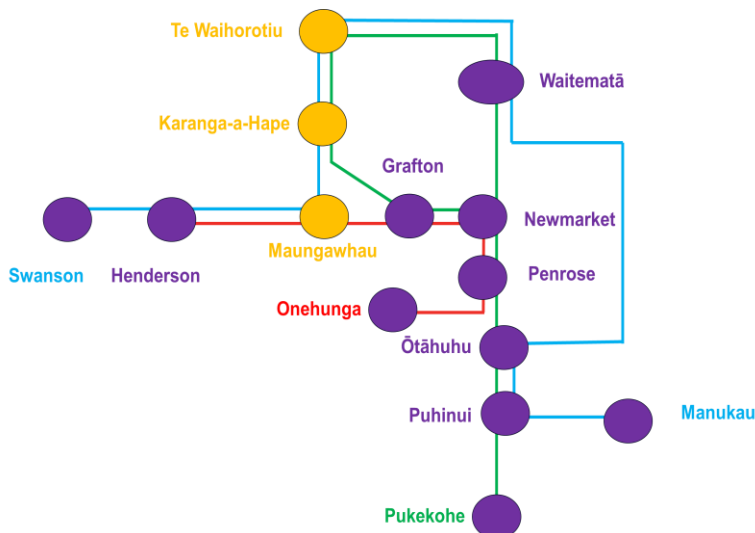 Te Waihorotiu
Waitematā
Karanga-a-Hape
Grafton
Newmarket
Maungawhau
Swanson
Henderson
Penrose
Onehunga
Ōtāhuhu
Puhinui
Manukau
Pukekohe